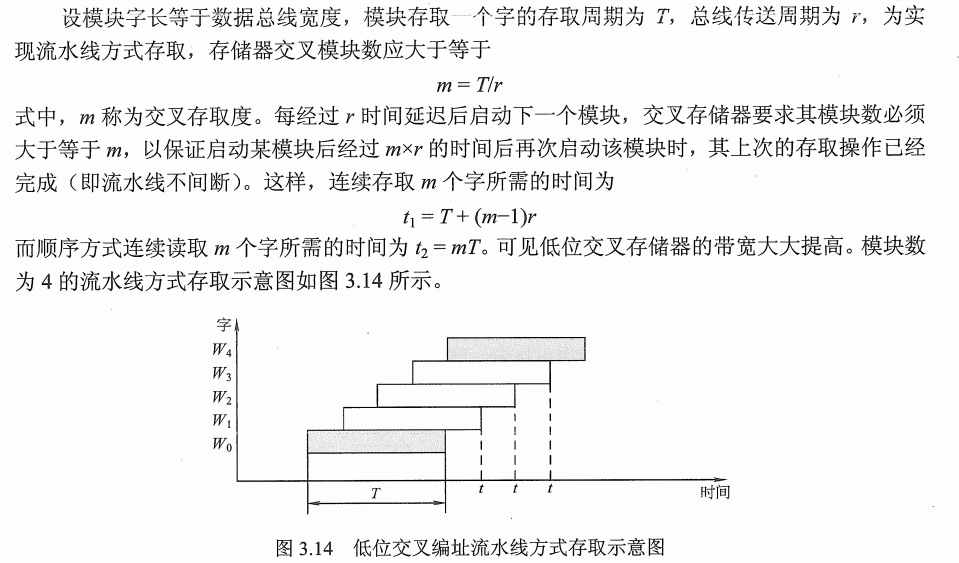 设模块字长等于数据总线宽度，模块存取一个字的存取周期为 T，总线传送周期为 r，为实
现流水线方式存取，存储器交叉模块数应大于等于
m = T/r
式中，m 称为交叉存取度。每经过 r 时间延迟后启动下一个模块，交叉存储器要求其模块数必须
大于等于 m，以保证启动某模块后经过 m×r 的时间后再次启动该模块时，其上次的存取操作已经
完成（即流水线不间断）。这样，连续存取 m 个字所需的时间为
t₁ = T + (m−1)r
而顺序方式连续读取 m 个字所需的时间为 t₂ = mT。可见低位交叉存储器的带宽大大提高。模块数
为 4 的流水线方式存取示意图如图 3.14 所示。
字
W₄
W₃
W₂
W₁
W₀
T
t t t
时间
图 3.14 低位交叉编址流水线方式存取示意图